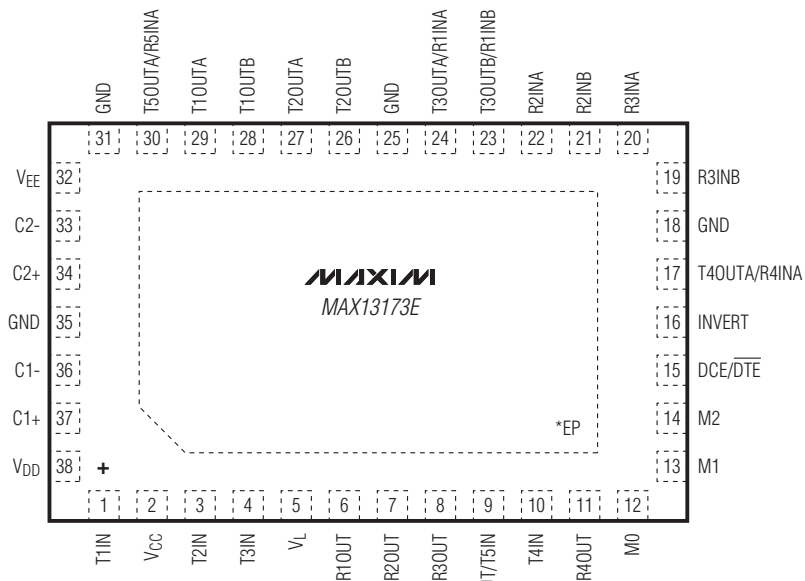 GND
T5OUTA/R5INA
T1OUTA
T1OUTB
T2OUTA
T2OUTB
GND
T3OUTA/R1INA
T3OUTB/R1INB
R2INA
R2INB
R3INA
31 30 29 28 27 26 25 24 23 22 21 20
VEE 32
C2- 33
C2+ 34
GND 35
C1- 36
C1+ 37
VDD 38
19 R3INB
18 GND
17 T4OUTA/R4INA
16 INVERT
15 DCE/DTE
14 M2
13 M1
MAXIM
MAX13173E
*EP
+
1 2 3 4 5 6 7 8 9 10 11 12
T1IN
VCC
T2IN
T3IN
VL
R1OUT
R2OUT
R3OUT
T4IN
R4OUT
M0